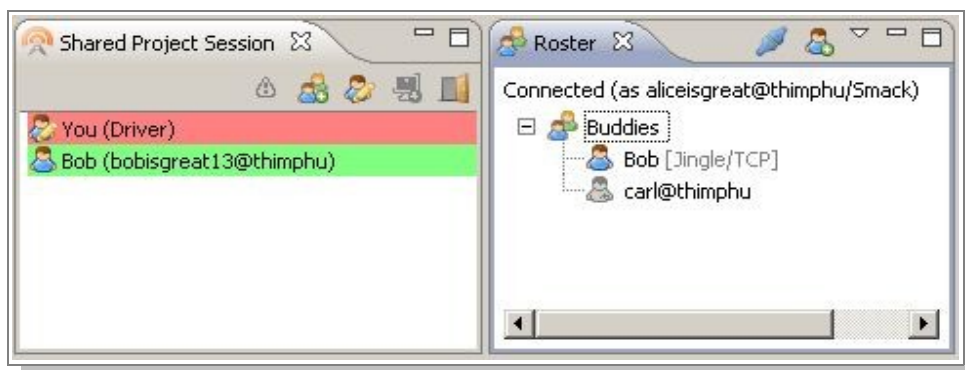 Shared Project Session
You (Driver)
Bob (bobisgreat13@thimphu)
Roster
Connected (as aliceisgreat@thimphu/Smack)
Buddies
Bob [Jingle/TCP]
carl@thimphu